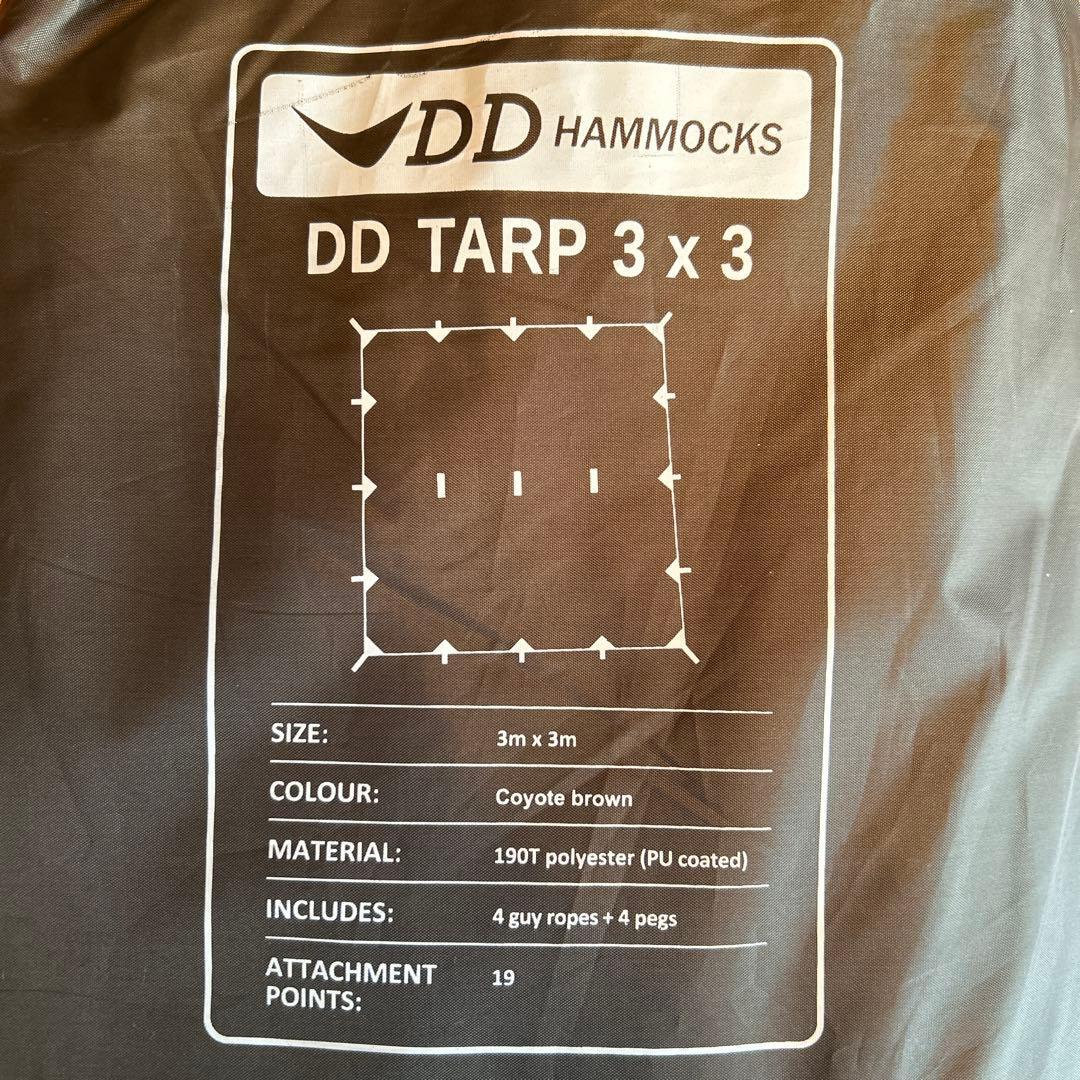 DD HAMMOCKS
DD TARP 3 x 3
SIZE: 3m x 3m
COLOUR: Coyote brown
MATERIAL: 190T polyester (PU coated)
INCLUDES: 4 guy ropes + 4 pegs
ATTACHMENT 19
POINTS: